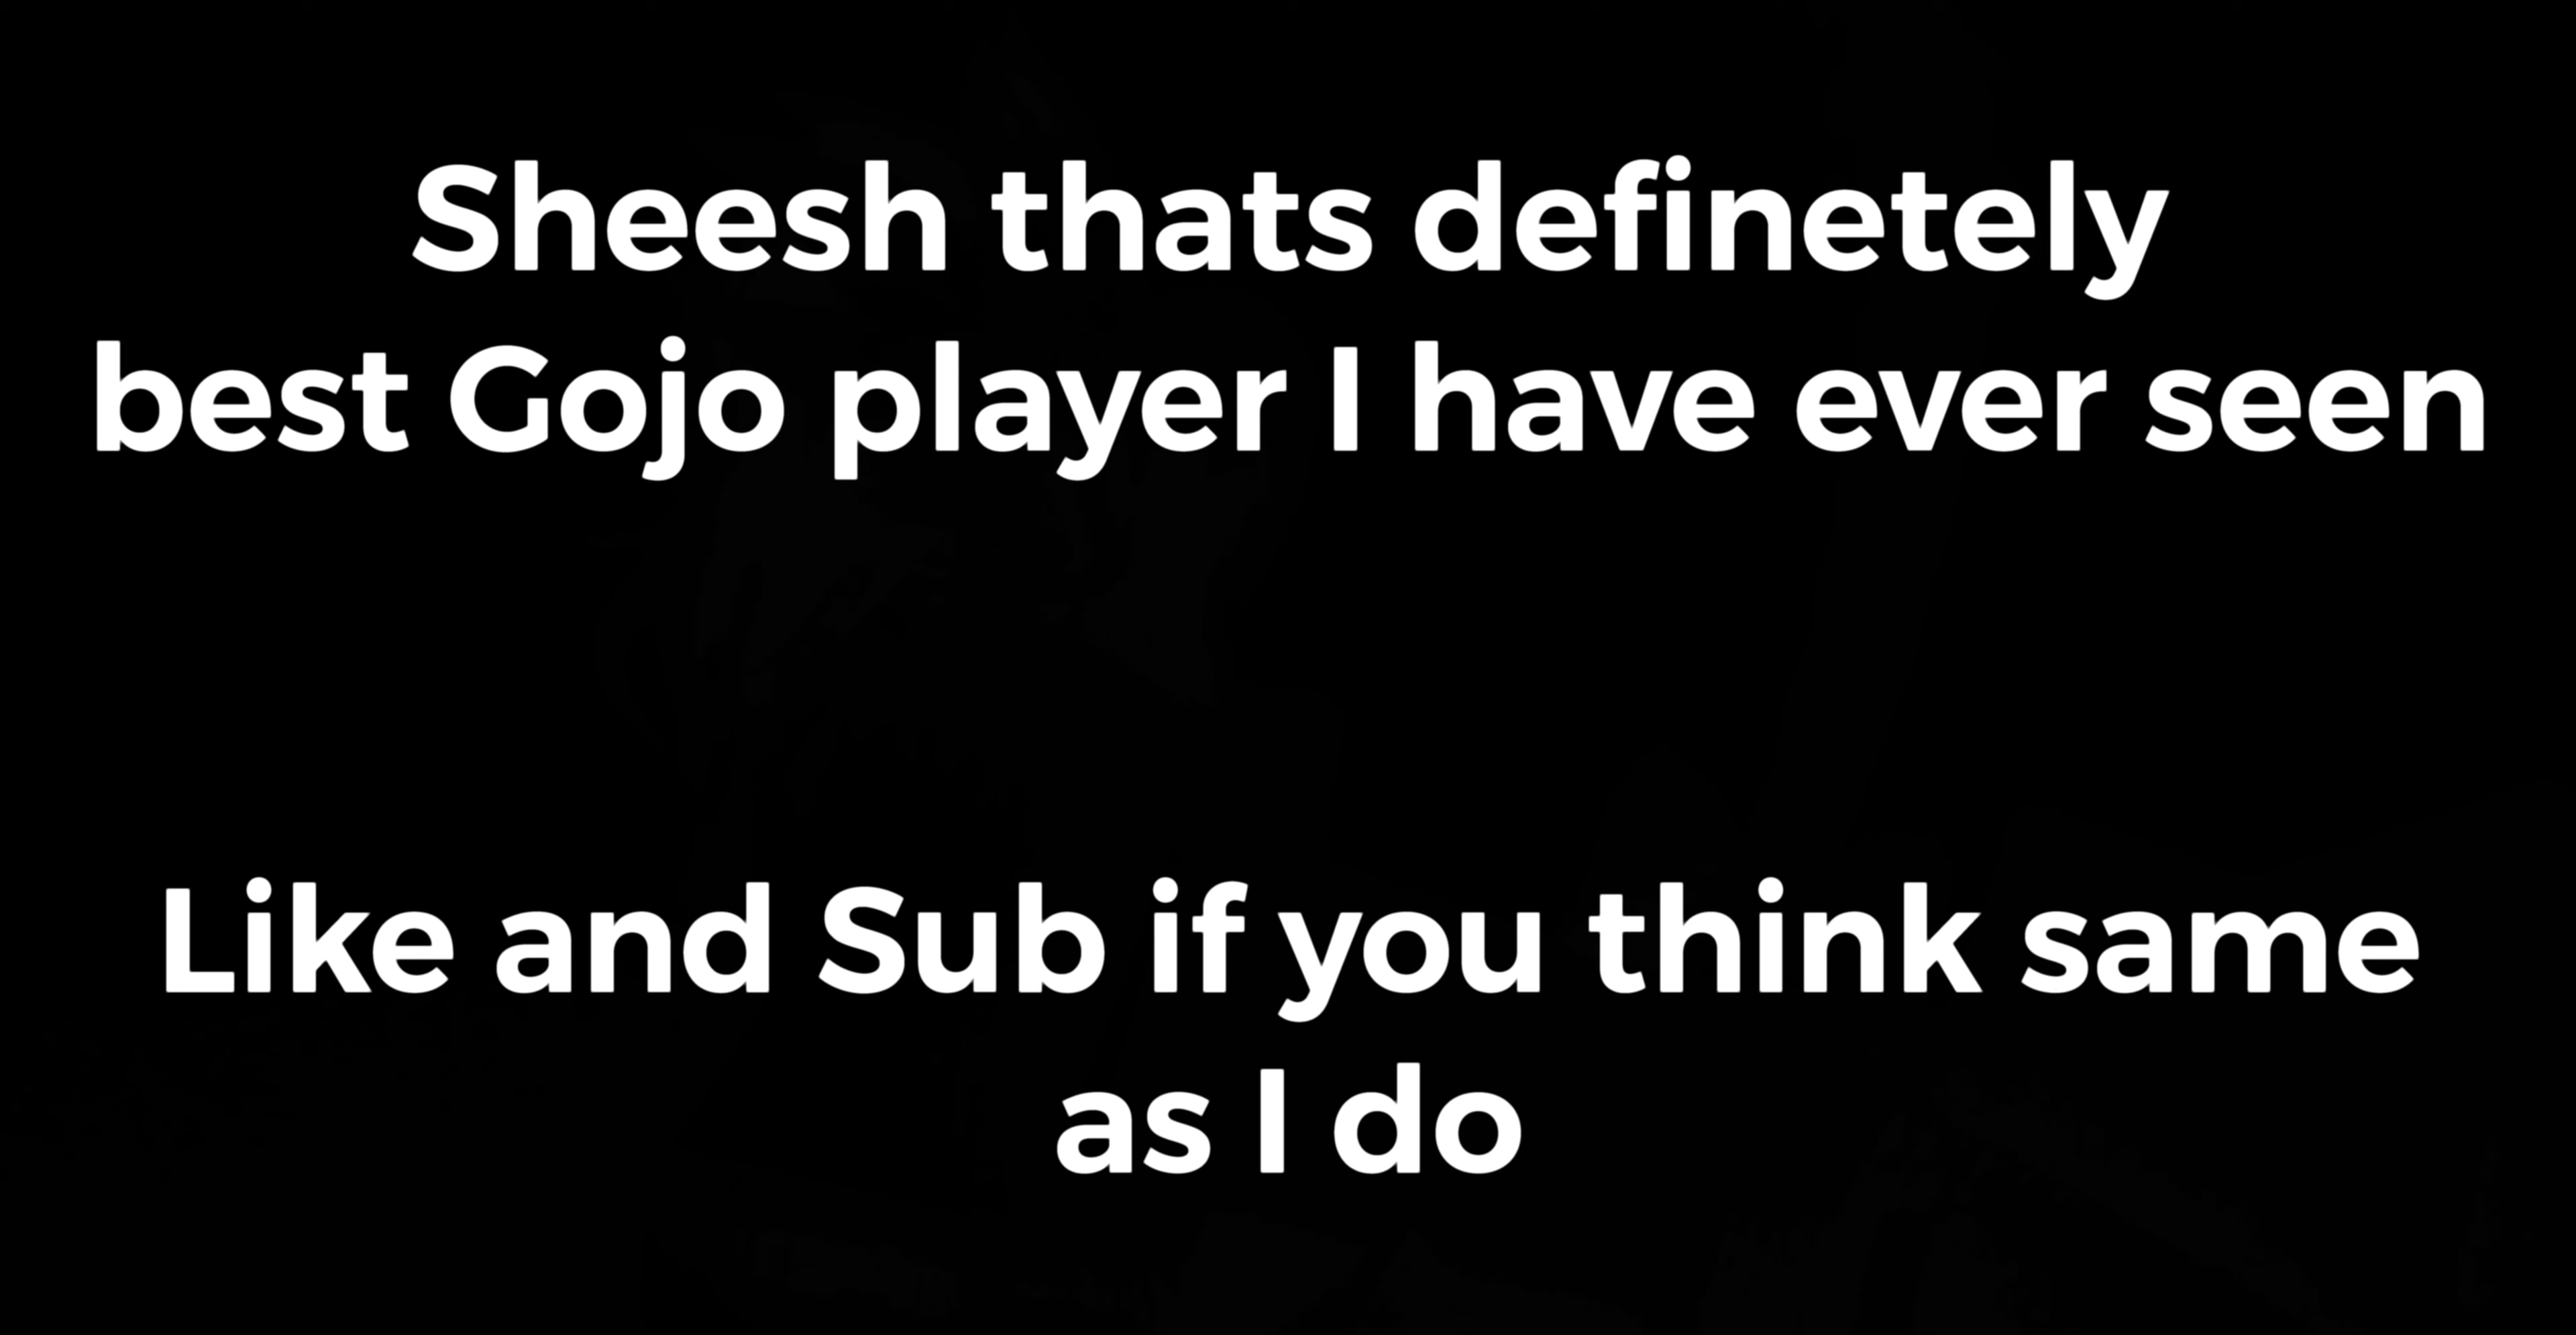 Sheesh thats definetely
best Gojo player I have ever seen
Like and Sub if you think same
as I do